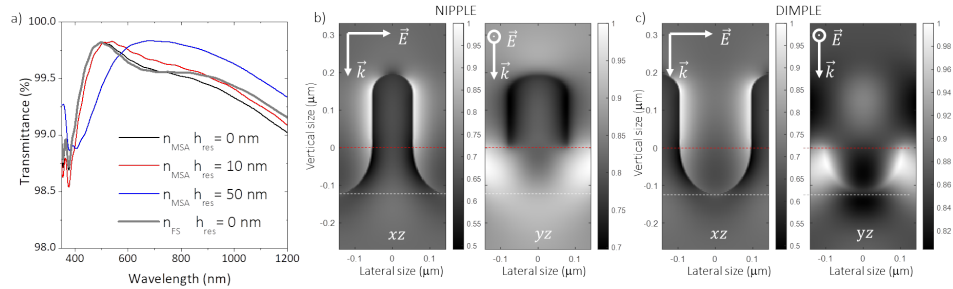 a)
100.0
99.5
99.0
98.5
98.0
Transmittance (%)
400 600 800 1000 1200
Wavelength (nm)
n MSA h res = 0 nm
n MSA h res = 10 nm
n MSA h res = 50 nm
n FS h res = 0 nm
b)
NIPPLE
0.3
0.2
0.1
0
-0.1
-0.2
Vertical size (μm)
E
k
xz
-0.1 0 0.1
Lateral size (μm)
1
0.95
0.9
0.85
0.8
0.75
0.7
0.65
0.6
0.55
0.5
E
k
yz
-0.1 0 0.1
Lateral size (μm)
1
0.95
0.9
0.85
0.8
0.75
0.7
c)
DIMPLE
0.3
0.2
0.1
0
-0.1
-0.2
Vertical size (μm)
E
k
xz
-0.1 0 0.1
Lateral size (μm)
1
0.95
0.9
0.85
0.8
0.75
0.7
0.65
0.6
0.55
0.5
E
k
yz
-0.1 0 0.1
Lateral size (μm)
1
0.98
0.96
0.94
0.92
0.9
0.88
0.86
0.84
0.82